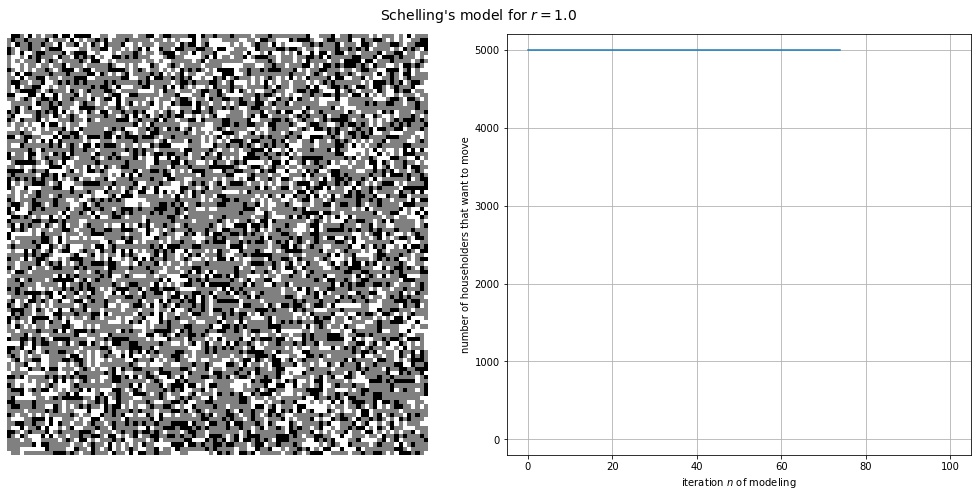 Schelling's model for r = 1.0
number of householders that want to move
5000
4000
3000
2000
1000
0
0 20 40 60 80 100
iteration n of modeling